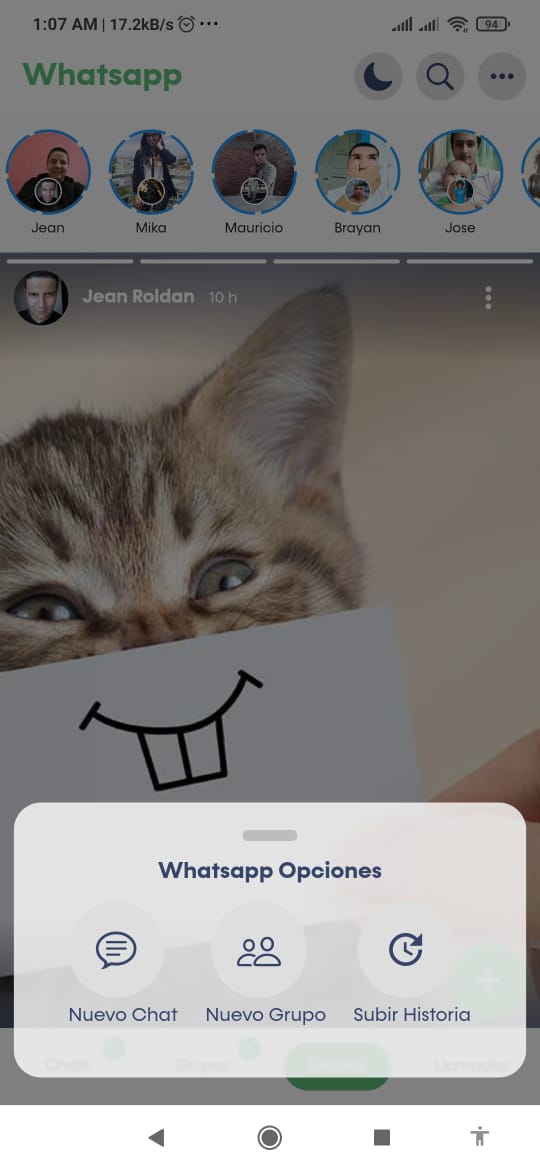 1:07 AM | 17.2kB/s
94
Whatsapp
Jean
Mika
Mauricio
Brayan
Jose
Jean Roldan 10 h
Whatsapp Opciones
Nuevo Chat
Nuevo Grupo
Subir Historia
Chats
Grupos
Llamadas